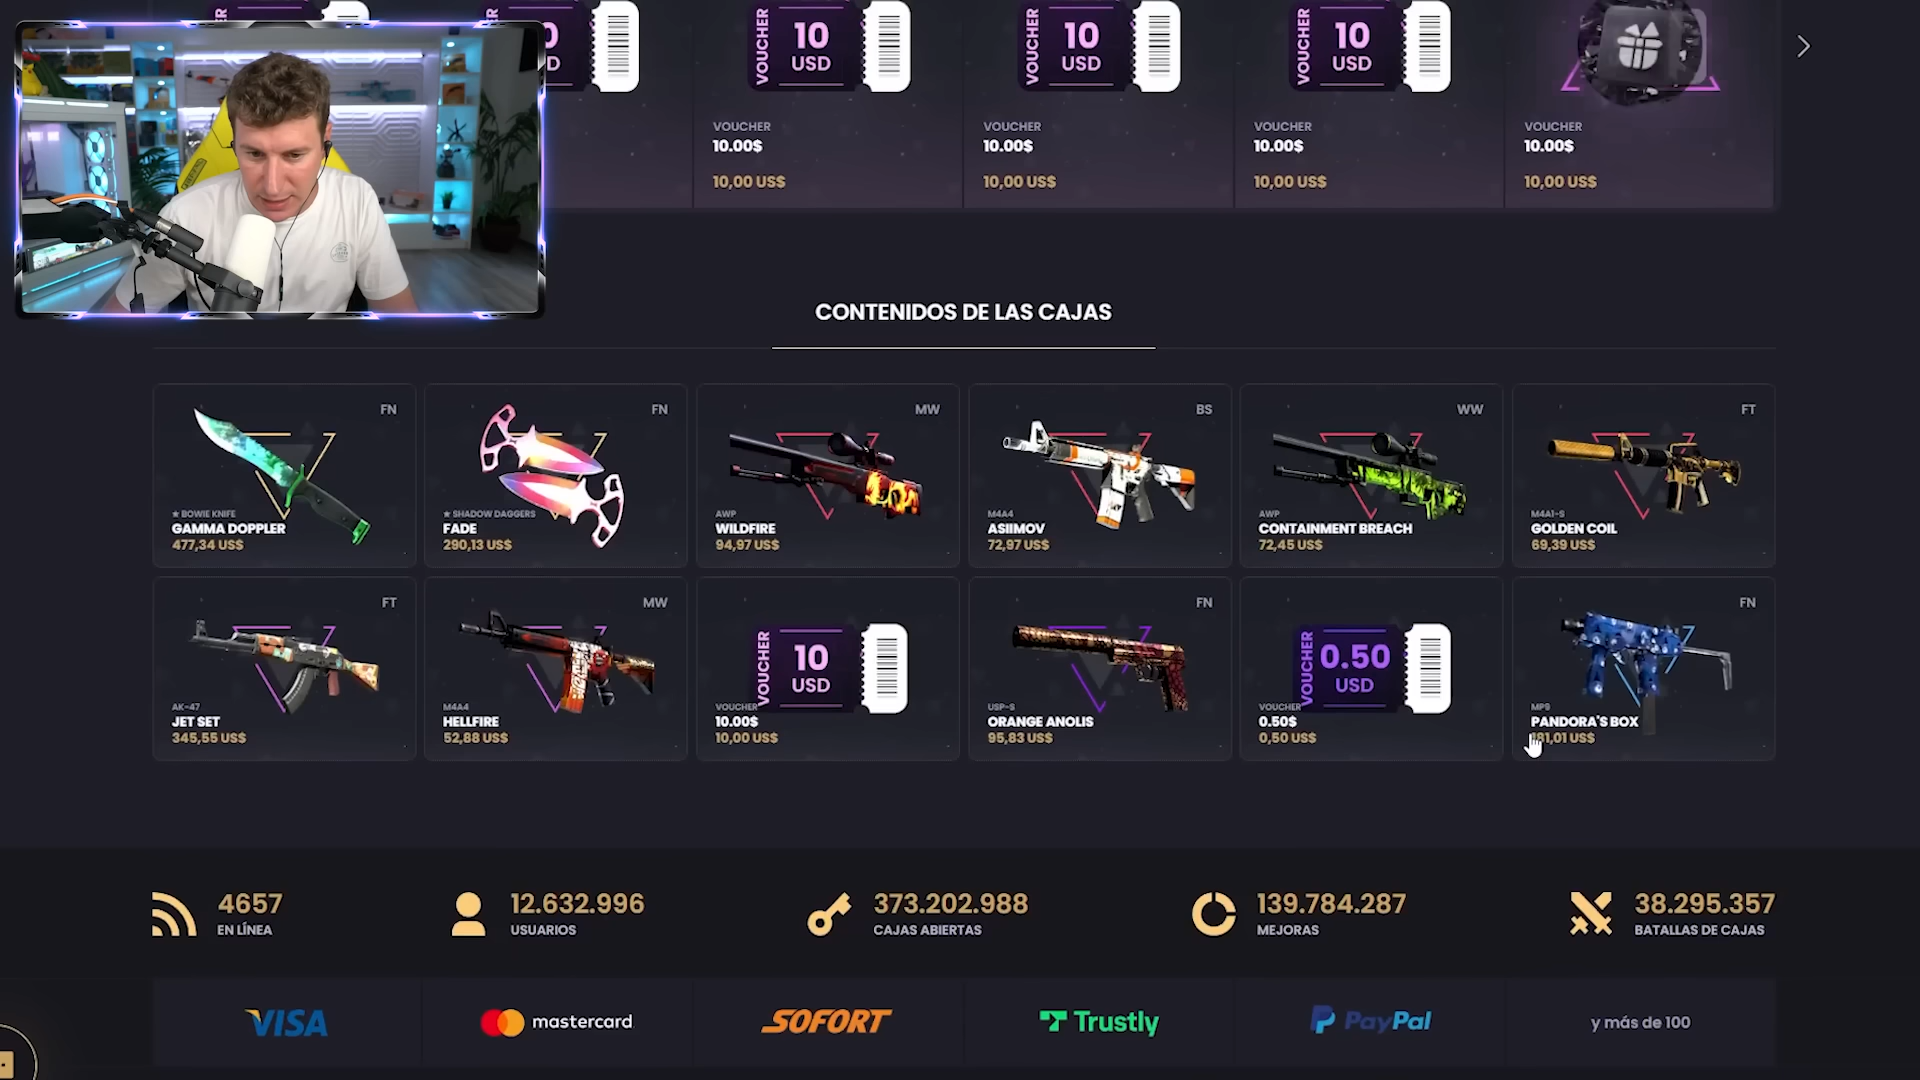 VOUCHER
10
USD
VOUCHER
10
USD
VOUCHER
10
USD
VOUCHER
10.00$
10,00 US$
VOUCHER
10.00$
10,00 US$
VOUCHER
10.00$
10,00 US$
VOUCHER
10.00$
10,00 US$
CONTENIDOS DE LAS CAJAS
FN
★ BOWIE KNIFE
GAMMA DOPPLER
477,34 US$
FN
★ SHADOW DAGGERS
FADE
290,13 US$
MW
AWP
WILDFIRE
94,97 US$
BS
M4A4
ASIIMOV
72,97 US$
WW
AWP
CONTAINMENT BREACH
72,45 US$
FT
M4A1-S
GOLDEN COIL
69,39 US$
FT
AK-47
JET SET
345,55 US$
MW
M4A4
HELLFIRE
52,88 US$
VOUCHER
10
USD
VOUCHER
10.00$
10,00 US$
FN
USP-S
ORANGE ANOLIS
95,83 US$
VOUCHER
0.50
USD
VOUCHER
0.50$
0,50 US$
FN
MP9
PANDORA'S BOX
4657
EN LÍNEA
12.632.996
USUARIOS
373.202.988
CAJAS ABIERTAS
139.784.287
MEJORAS
38.295.357
BATALLAS DE CAJAS
VISA
mastercard
SOFORT
Trustly
PayPal
y más de 100